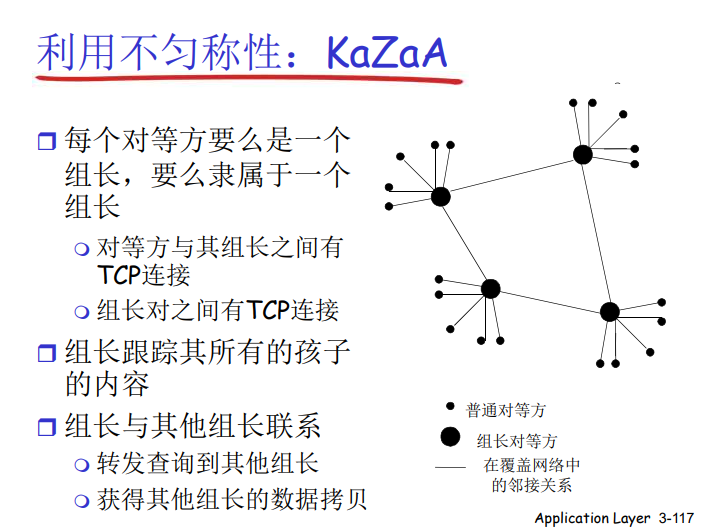 利用不匀称性：KaZaA
每个对等方要么是一个
组长，要么隶属于一个
组长
对等方与其组长之间有
TCP连接
组长对之间有TCP连接
组长跟踪其所有的孩子
的内容
组长与其他组长联系
转发查询到其他组长
获得其他组长的数据拷贝
普通对等方
组长对等方
在覆盖网络中
的邻接关系
Application Layer 3-117